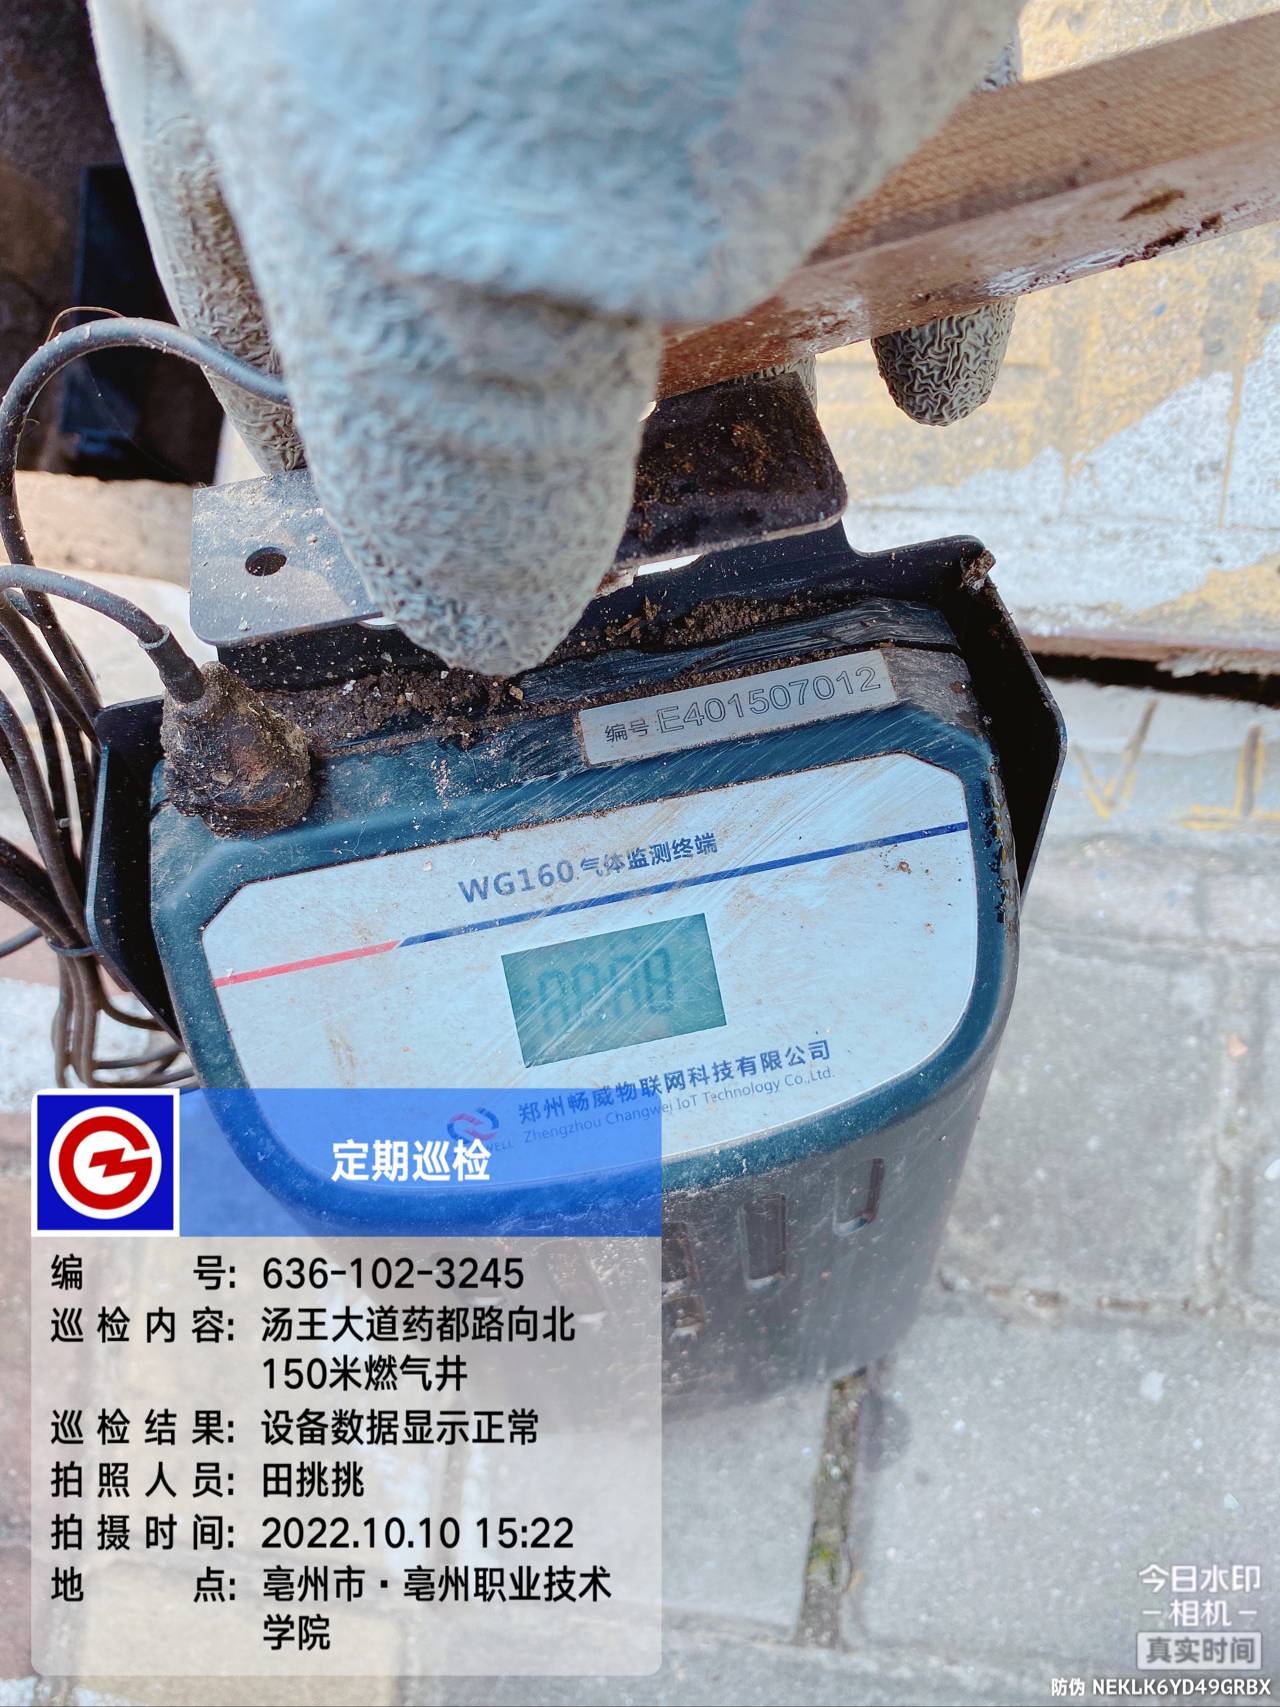 编号 E401507012
WG160 气体监测终端
郑州畅威物联网科技有限公司
Zhengzhou Changwei IoT Technology Co.,Ltd.
定期巡检
编号: 636-102-3245
巡检内容: 汤王大道药都路向北
150米燃气井
巡检结果: 设备数据显示正常
拍照人员: 田挑挑
拍摄时间: 2022.10.10 15:22
地点: 亳州市·亳州职业技术
学院
今日水印
-相机-
真实时间
防伪 NEKLK6YD49GRBX